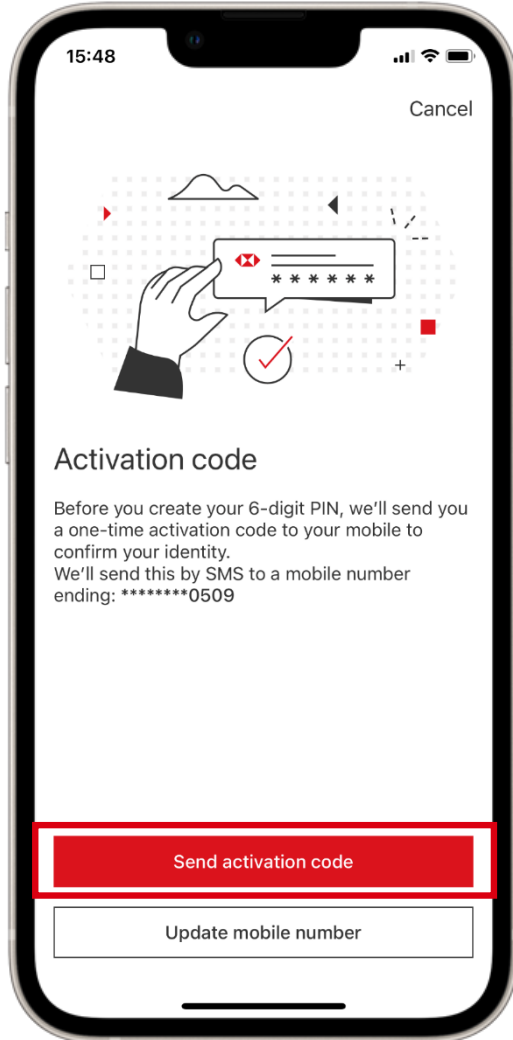 15:48
Cancel
* * * * * *
Activation code
Before you create your 6-digit PIN, we'll send you
a one-time activation code to your mobile to
confirm your identity.
We'll send this by SMS to a mobile number
ending: ********0509
Send activation code
Update mobile number